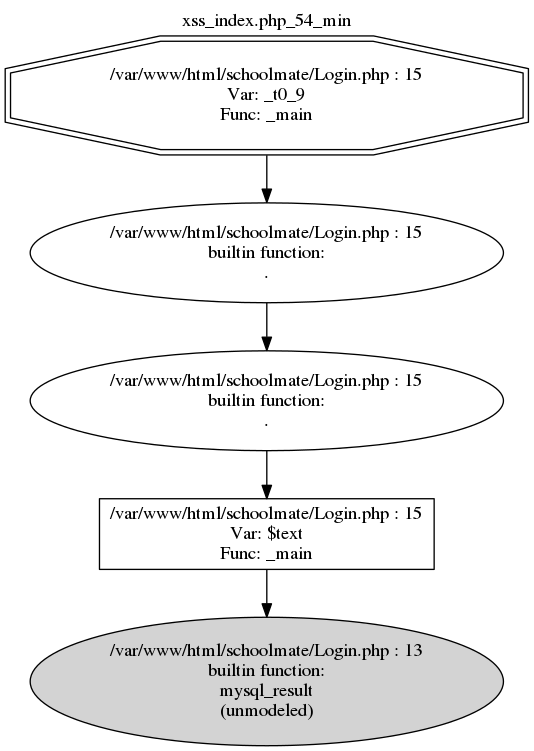 xss_index.php_54_min
/var/www/html/schoolmate/Login.php : 15
Var: _t0_9
Func: _main
/var/www/html/schoolmate/Login.php : 15
builtin function:
.
/var/www/html/schoolmate/Login.php : 15
builtin function:
.
/var/www/html/schoolmate/Login.php : 15
Var: $text
Func: _main
/var/www/html/schoolmate/Login.php : 13
builtin function:
mysql_result
(unmodeled)